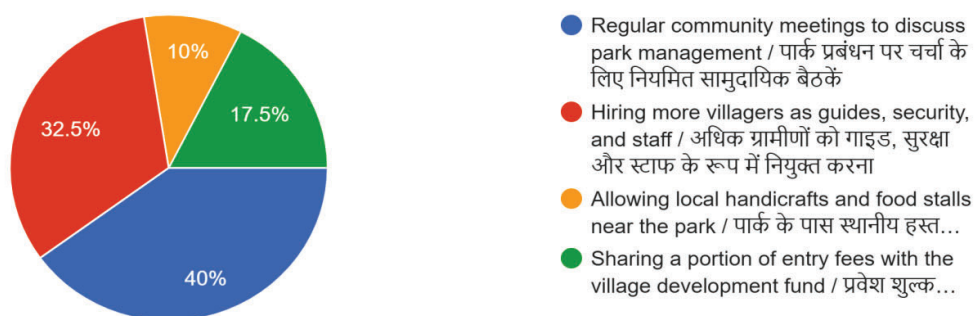 10%
32.5%
17.5%
40%
Regular community meetings to discuss
park management / पार्क प्रबंधन पर चर्चा के
लिए नियमित सामुदायिक बैठकें
Hiring more villagers as guides, security,
and staff / अधिक ग्रामीणों को गाइड, सुरक्षा
और स्टाफ के रूप में नियुक्त करना
Allowing local handicrafts and food stalls
near the park / पार्क के पास स्थानीय हस्त…
Sharing a portion of entry fees with the
village development fund / प्रवेश शुल्क…